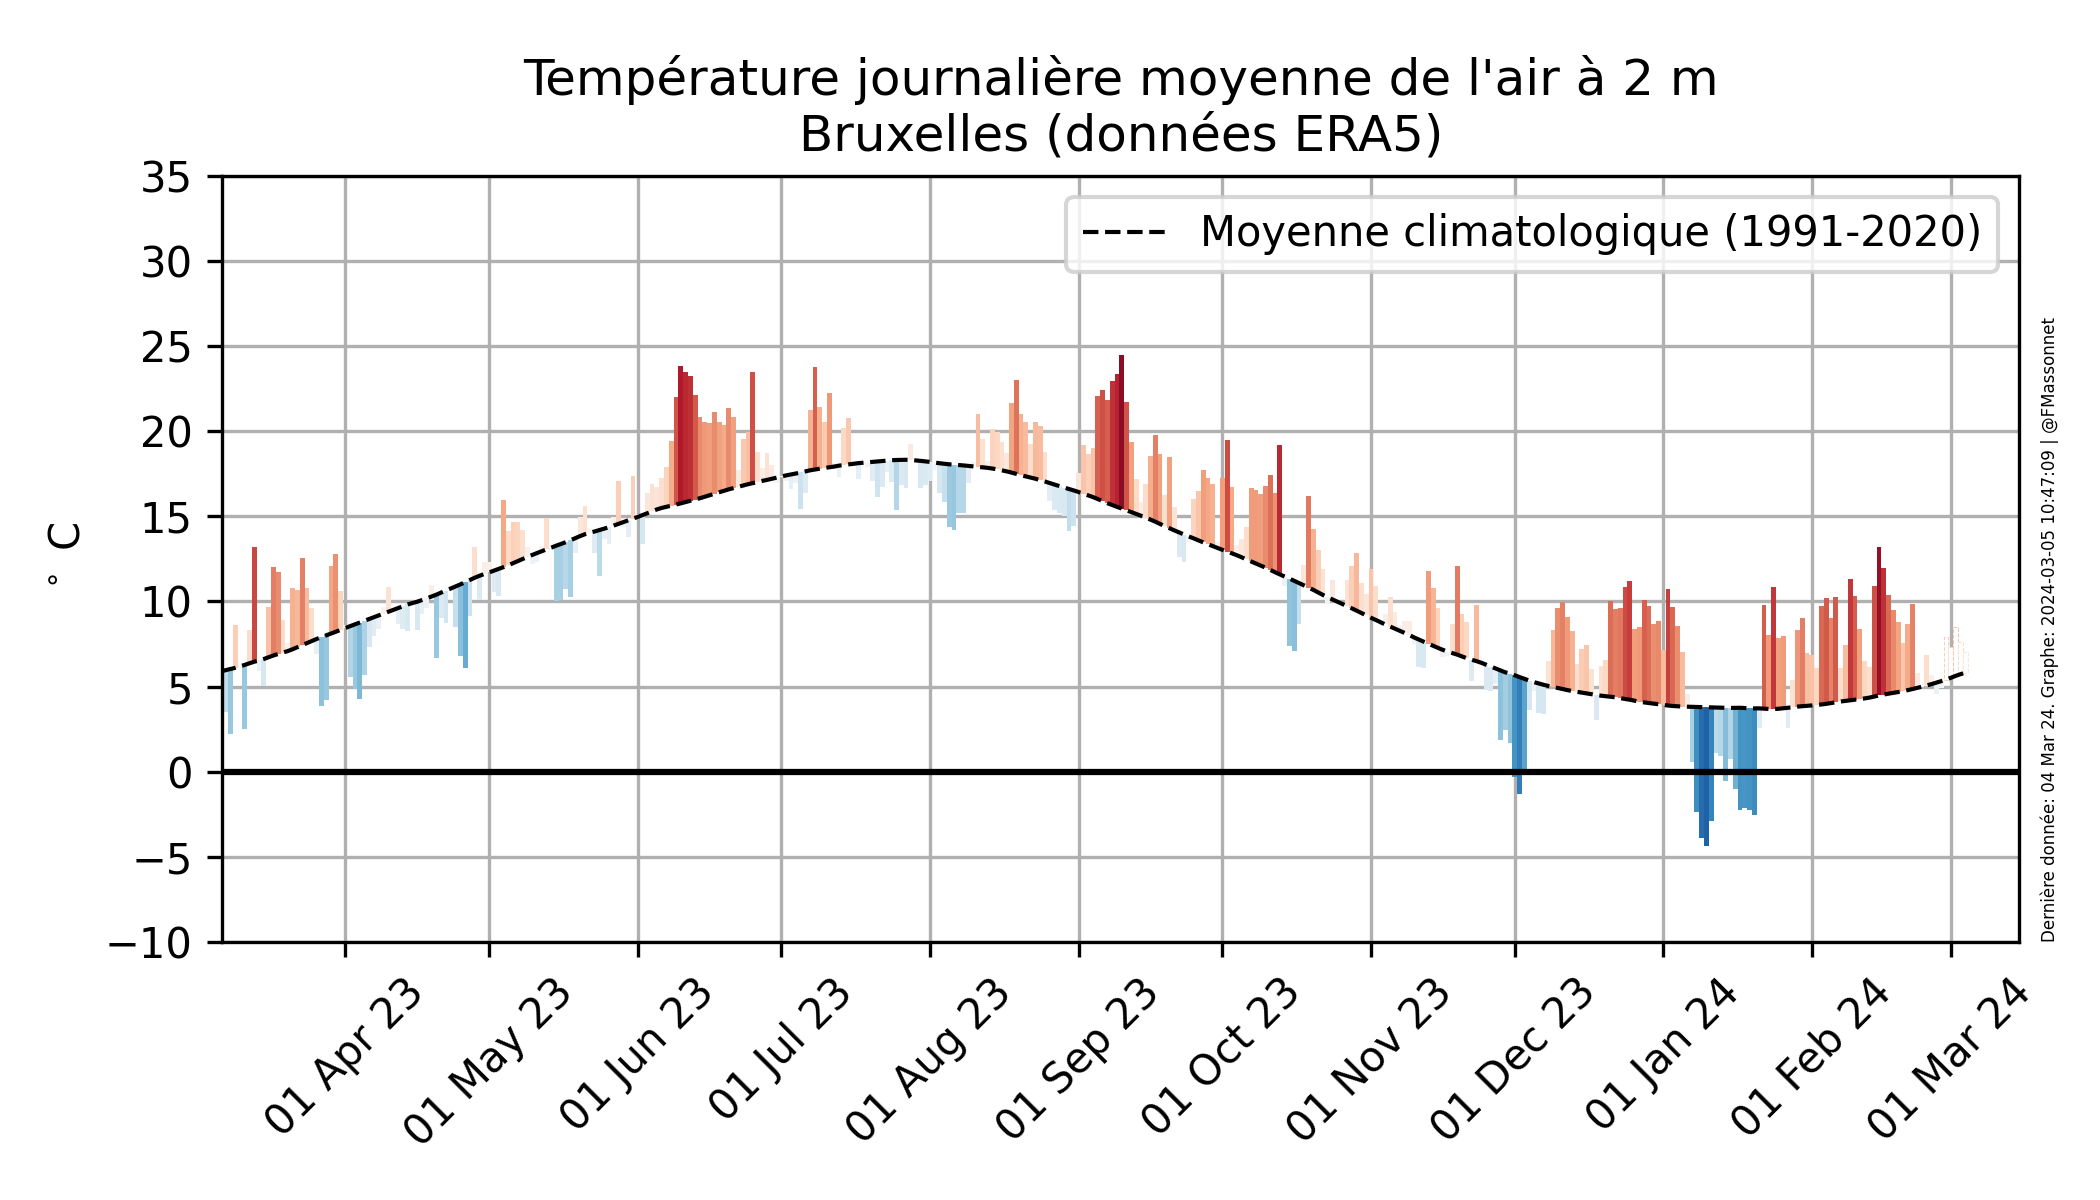 Température journalière moyenne de l'air à 2 m
Bruxelles (données ERA5)
35
30
25
20
15
10
5
0
−5
−10
° C
Moyenne climatologique (1991-2020)
01 Apr 23
01 May 23
01 Jun 23
01 Jul 23
01 Aug 23
01 Sep 23
01 Oct 23
01 Nov 23
01 Dec 23
01 Jan 24
01 Feb 24
01 Mar 24
Dernière donnée: 04 Mar 24. Graphe: 2024-03-05 10:47:09 | @FMassonnet